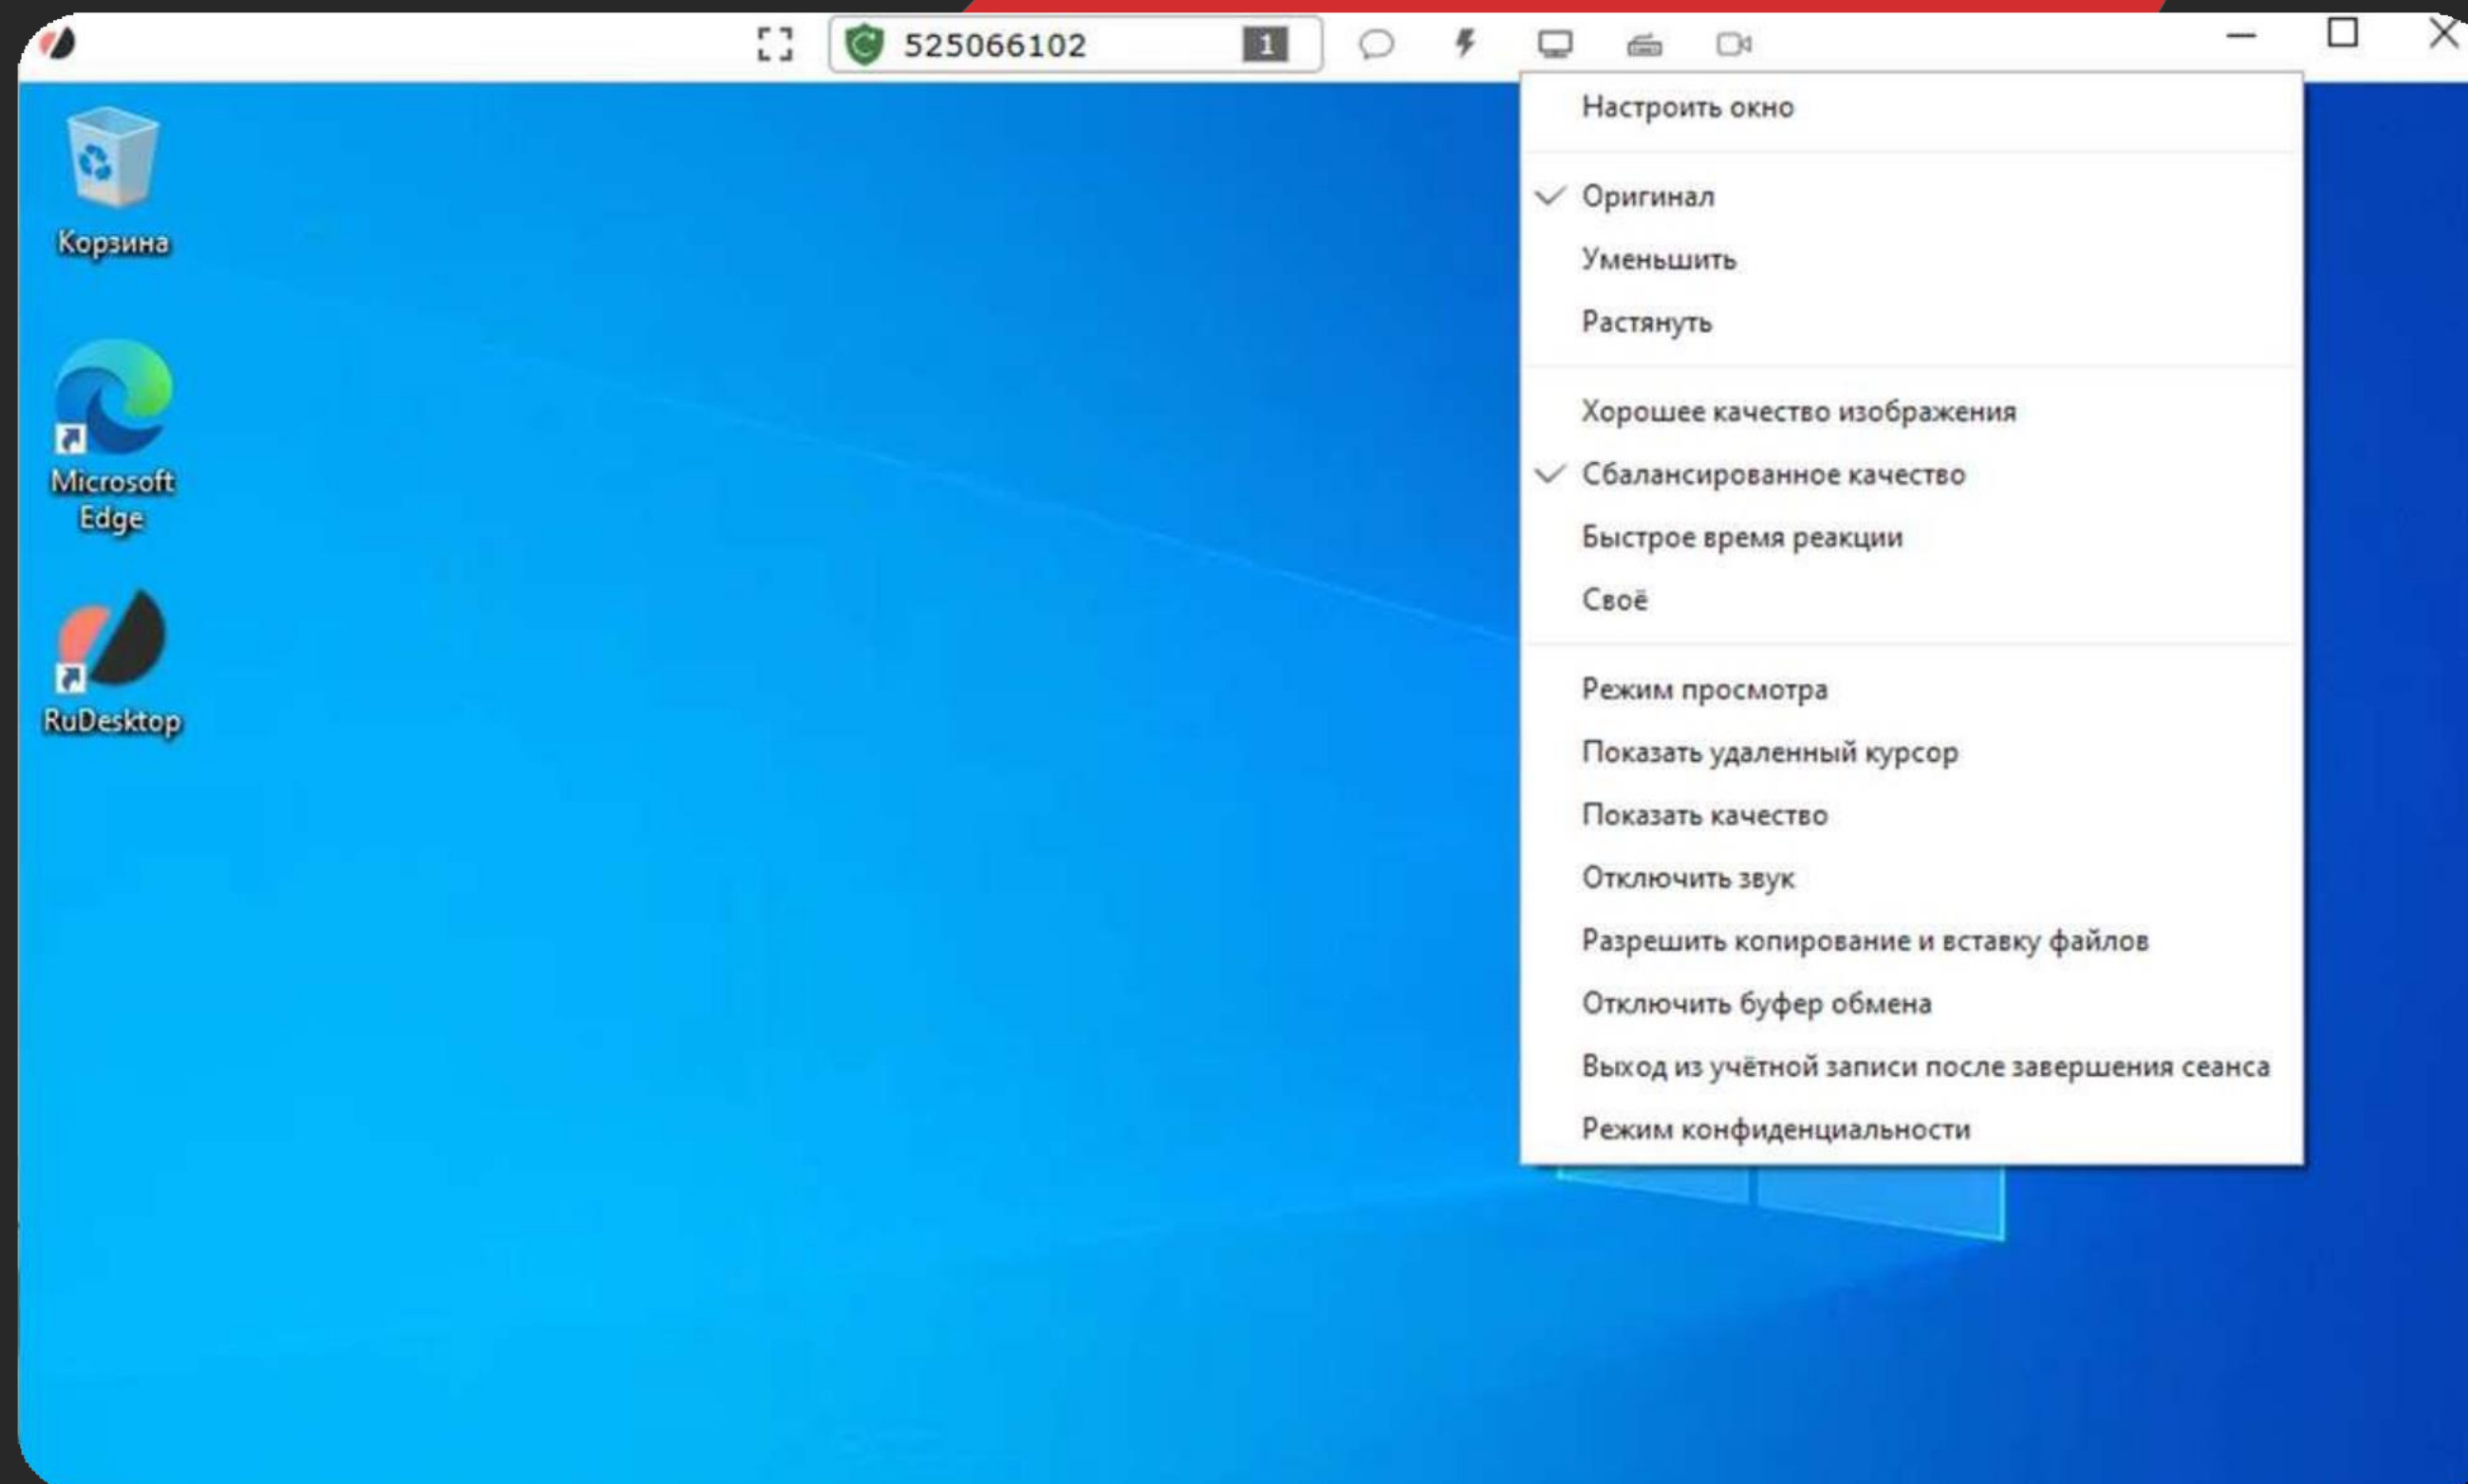 525066102
1
Настроить окно
Оригинал
Уменьшить
Растянуть
Хорошее качество изображения
Сбалансированное качество
Быстрое время реакции
Своё
Режим просмотра
Показать удаленный курсор
Показать качество
Отключить звук
Разрешить копирование и вставку файлов
Отключить буфер обмена
Выход из учётной записи после завершения сеанса
Режим конфиденциальности
Корзина
Microsoft
Edge
RuDesktop